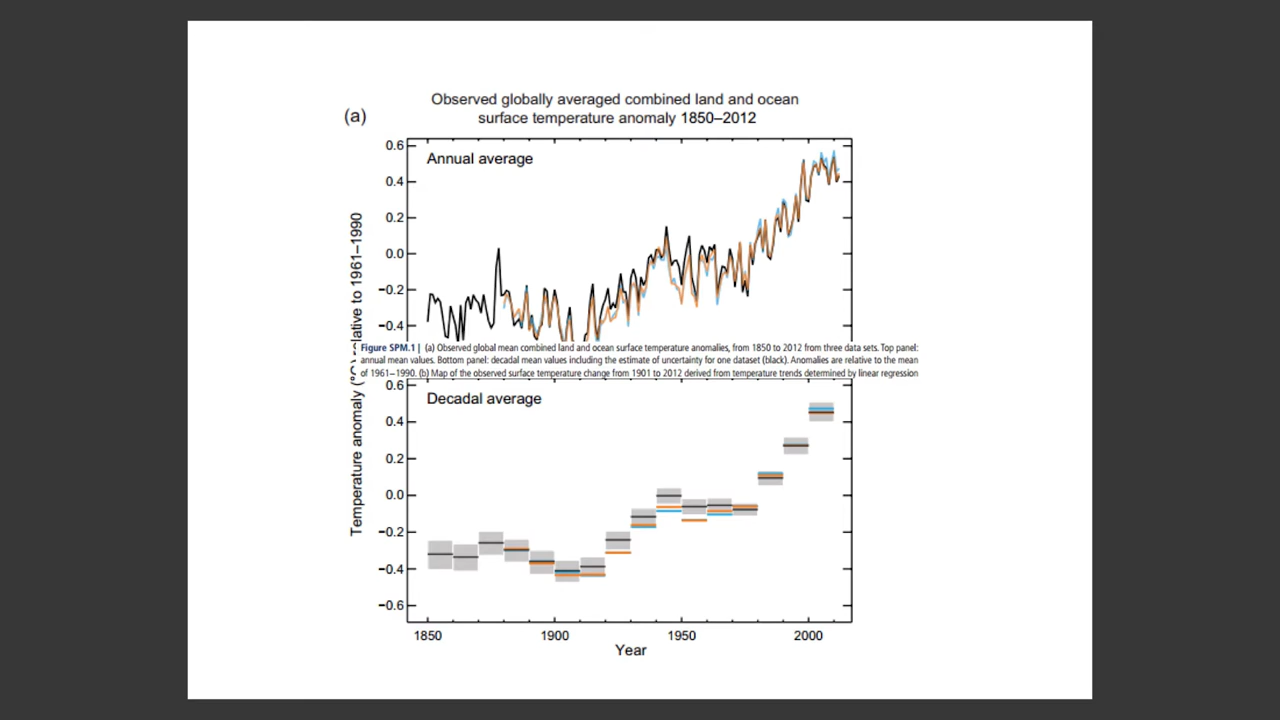 Observed globally averaged combined land and ocean
(a)
surface temperature anomaly 1850–2012
0.6
Annual average
0.4
0.2
0.0
−0.2
−0.4
Temperature anomaly (°C) relative to 1961–1990
Figure SPM.1 | (a) Observed global mean combined land and ocean surface temperature anomalies, from 1850 to 2012 from three data sets. Top panel:
annual mean values. Bottom panel: decadal mean values including the estimate of uncertainty for one dataset (black). Anomalies are relative to the mean
of 1961−1990. (b) Map of the observed surface temperature change from 1901 to 2012 derived from temperature trends determined by linear regression
0.6
Decadal average
0.4
0.2
0.0
−0.2
−0.4
−0.6
1850 1900 1950 2000
Year